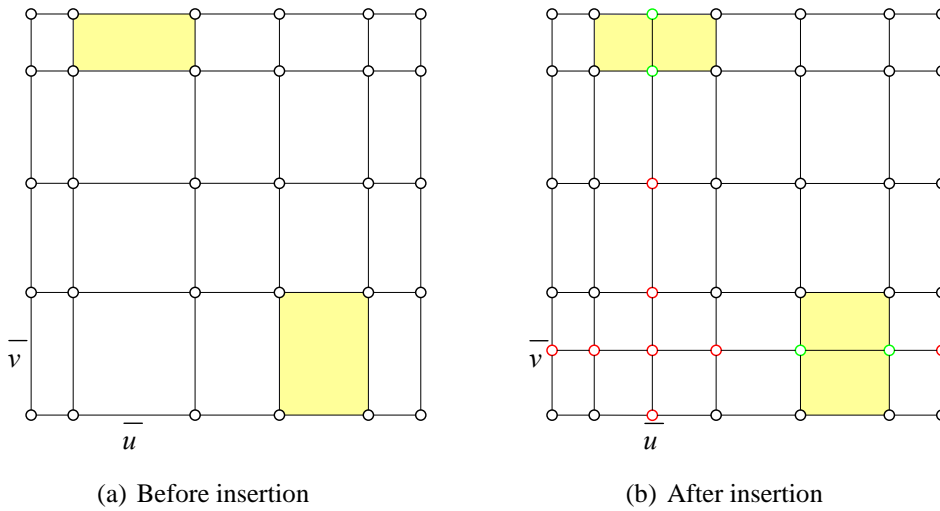 v̅ v̅
u̅ u̅
(a) Before insertion (b) After insertion